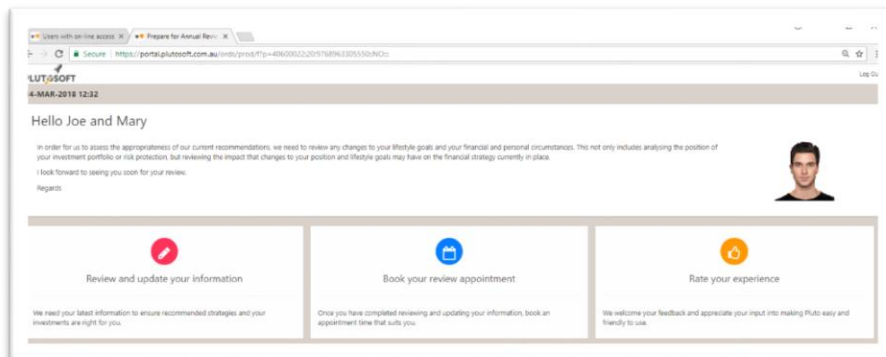 Users with on-line access
Prepare for Annual Revie
Secure https://portal.plutosoft.com.au/ords/prod/f?p=40600022:20:9768963305550::NO::
PLUTOSOFT
4-MAR-2018 12:32
Hello Joe and Mary
In order for us to assess the appropriateness of our current recommendations, we need to review any changes to your lifestyle goals and your financial and personal circumstances. This not only includes analysing the position of
your investment portfolio or risk protection, but reviewing the impact that changes to your position and lifestyle goals may have on the financial strategy currently in place.
I look forward to seeing you soon for your review.
Regards
Review and update your information
We need your latest information to ensure recommended strategies and your
investments are right for you.
Book your review appointment
Once you have completed reviewing and updating your information, book an
appointment time that suits you.
Rate your experience
We welcome your feedback and appreciate your input into making Pluto easy and
friendly to use.